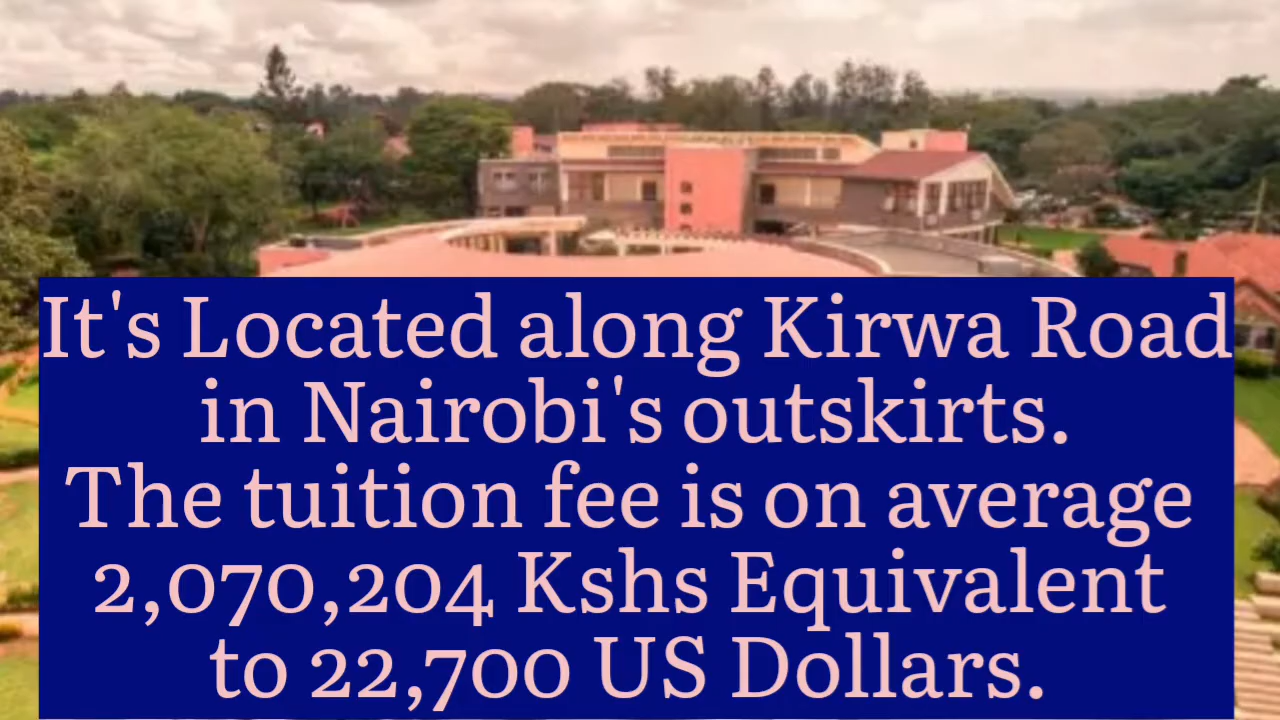 It's Located along Kirwa Road
in Nairobi's outskirts.
The tuition fee is on average
2,070,204 Kshs Equivalent
to 22,700 US Dollars.